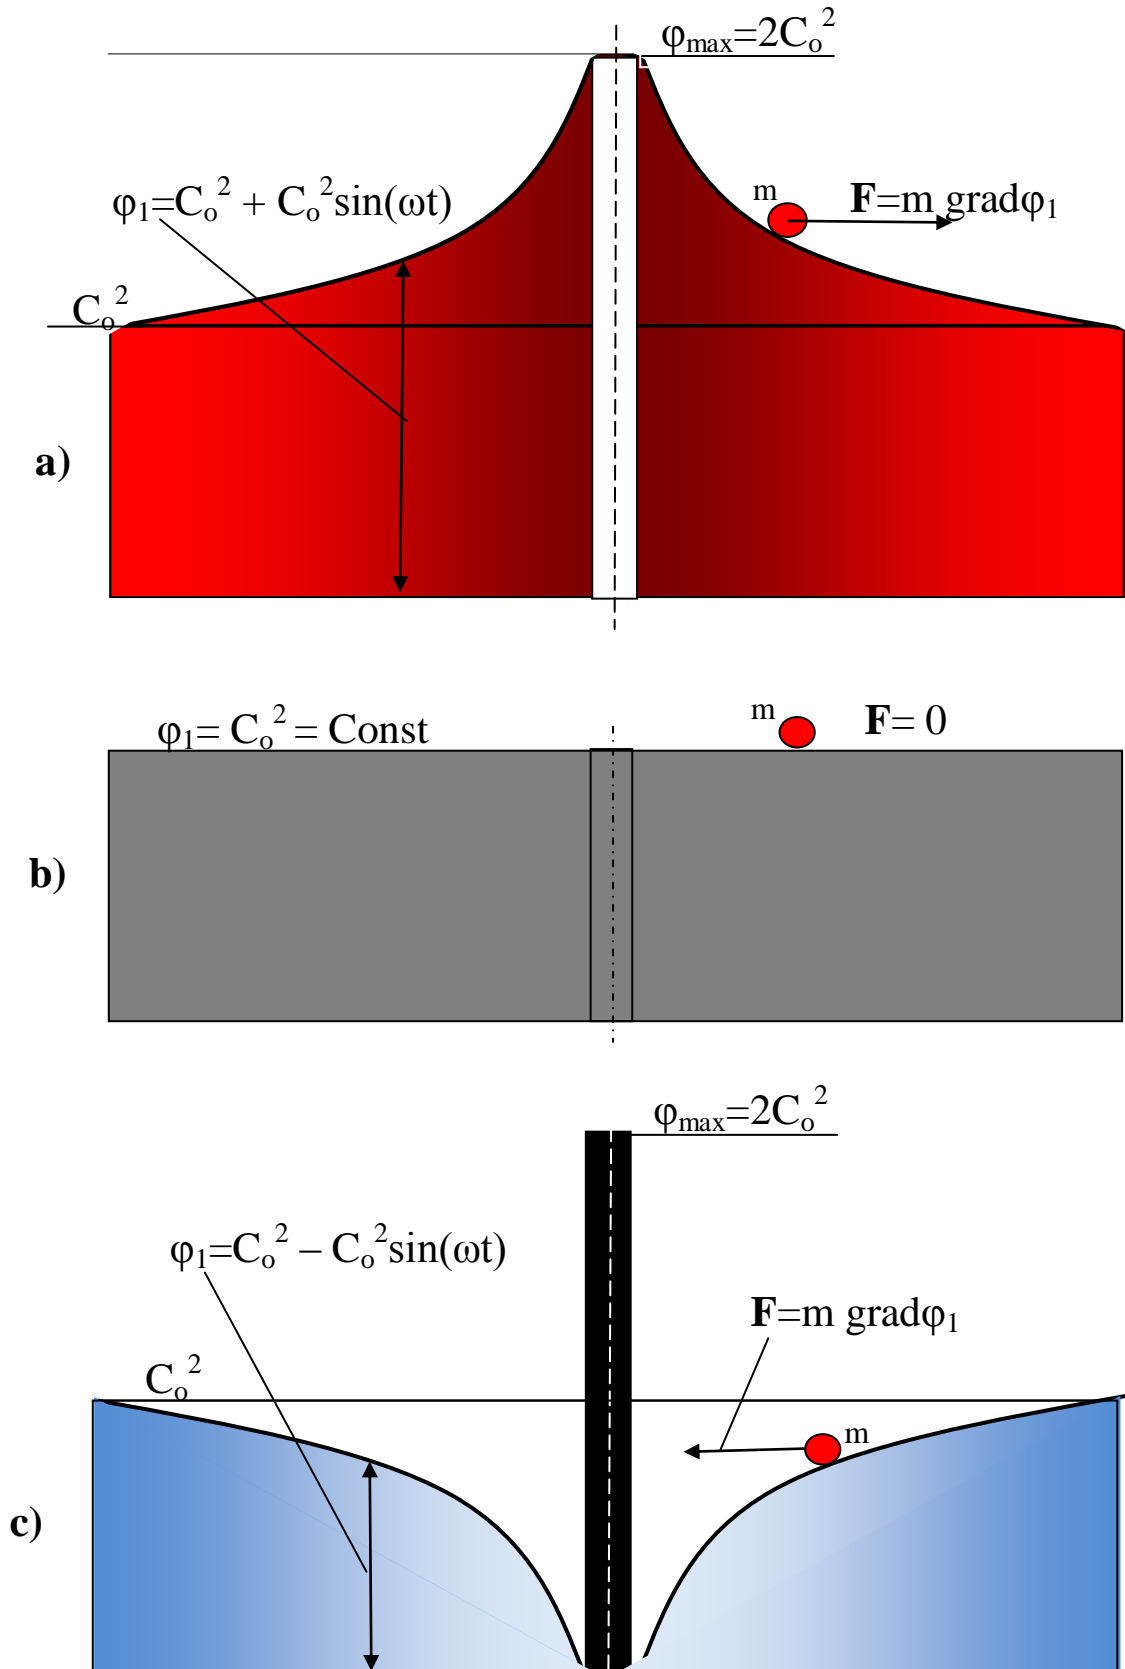 φmax=2Co²
φ1=Co² + Co²sin(ωt)
m
F=m gradφ1
Co²
a)
φ1= Co² = Const
m
F= 0
b)
φmax=2Co²
φ1=Co² – Co²sin(ωt)
F=m gradφ1
Co²
m
c)